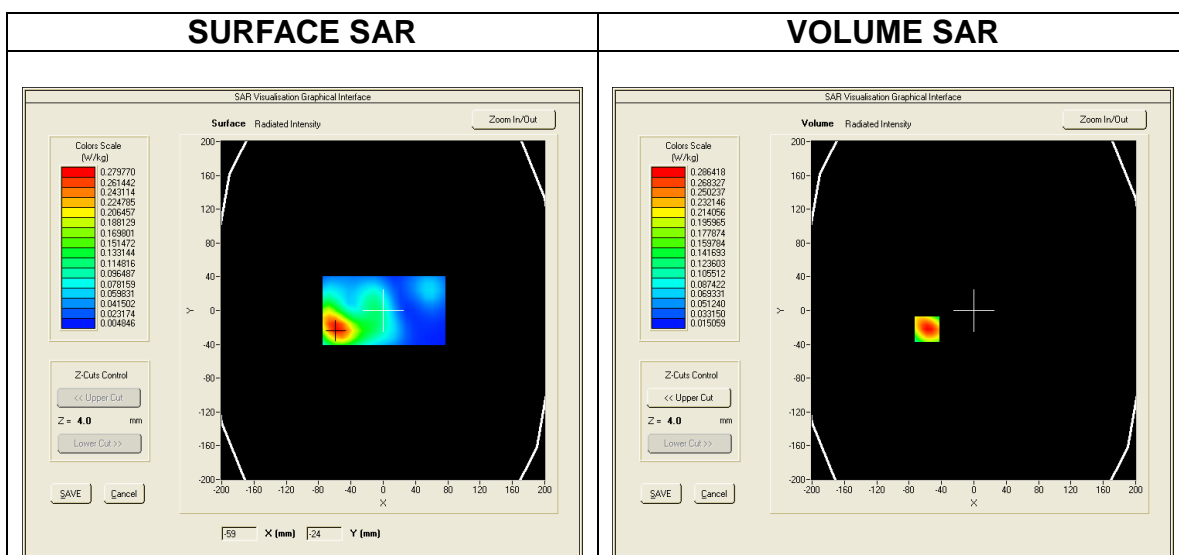 SURFACE SAR
VOLUME SAR
SAR Visualisation Graphical Interface
Surface Radiated Intensity
Zoom In/Out
Colors Scale
(W/kg)
0.279770
0.261442
0.243114
0.224785
0.206457
0.188129
0.169801
0.151472
0.133144
0.114816
0.096487
0.078159
0.059831
0.041502
0.023174
0.004846
Z-Cuts Control
<< Upper Cut
Z = 4.0 mm
Lower Cut >>
SAVE Cancel
200
160
120
80
40
0
-40
-80
-120
-160
-200
Y
-200 -160 -120 -80 -40 0 40 80 120 160 200
X
-59 X (mm) -24 Y (mm)
SAR Visualisation Graphical Interface
Volume Radiated Intensity
Zoom In/Out
Colors Scale
(W/kg)
0.286418
0.268327
0.250237
0.232146
0.214056
0.195965
0.177874
0.159784
0.141693
0.123603
0.105512
0.087422
0.069331
0.051240
0.033150
0.015059
Z-Cuts Control
<< Upper Cut
Z = 4.0 mm
Lower Cut >>
SAVE Cancel
200
160
120
80
40
0
-40
-80
-120
-160
-200
Y
-200 -160 -120 -80 -40 0 40 80 120 160 200
X